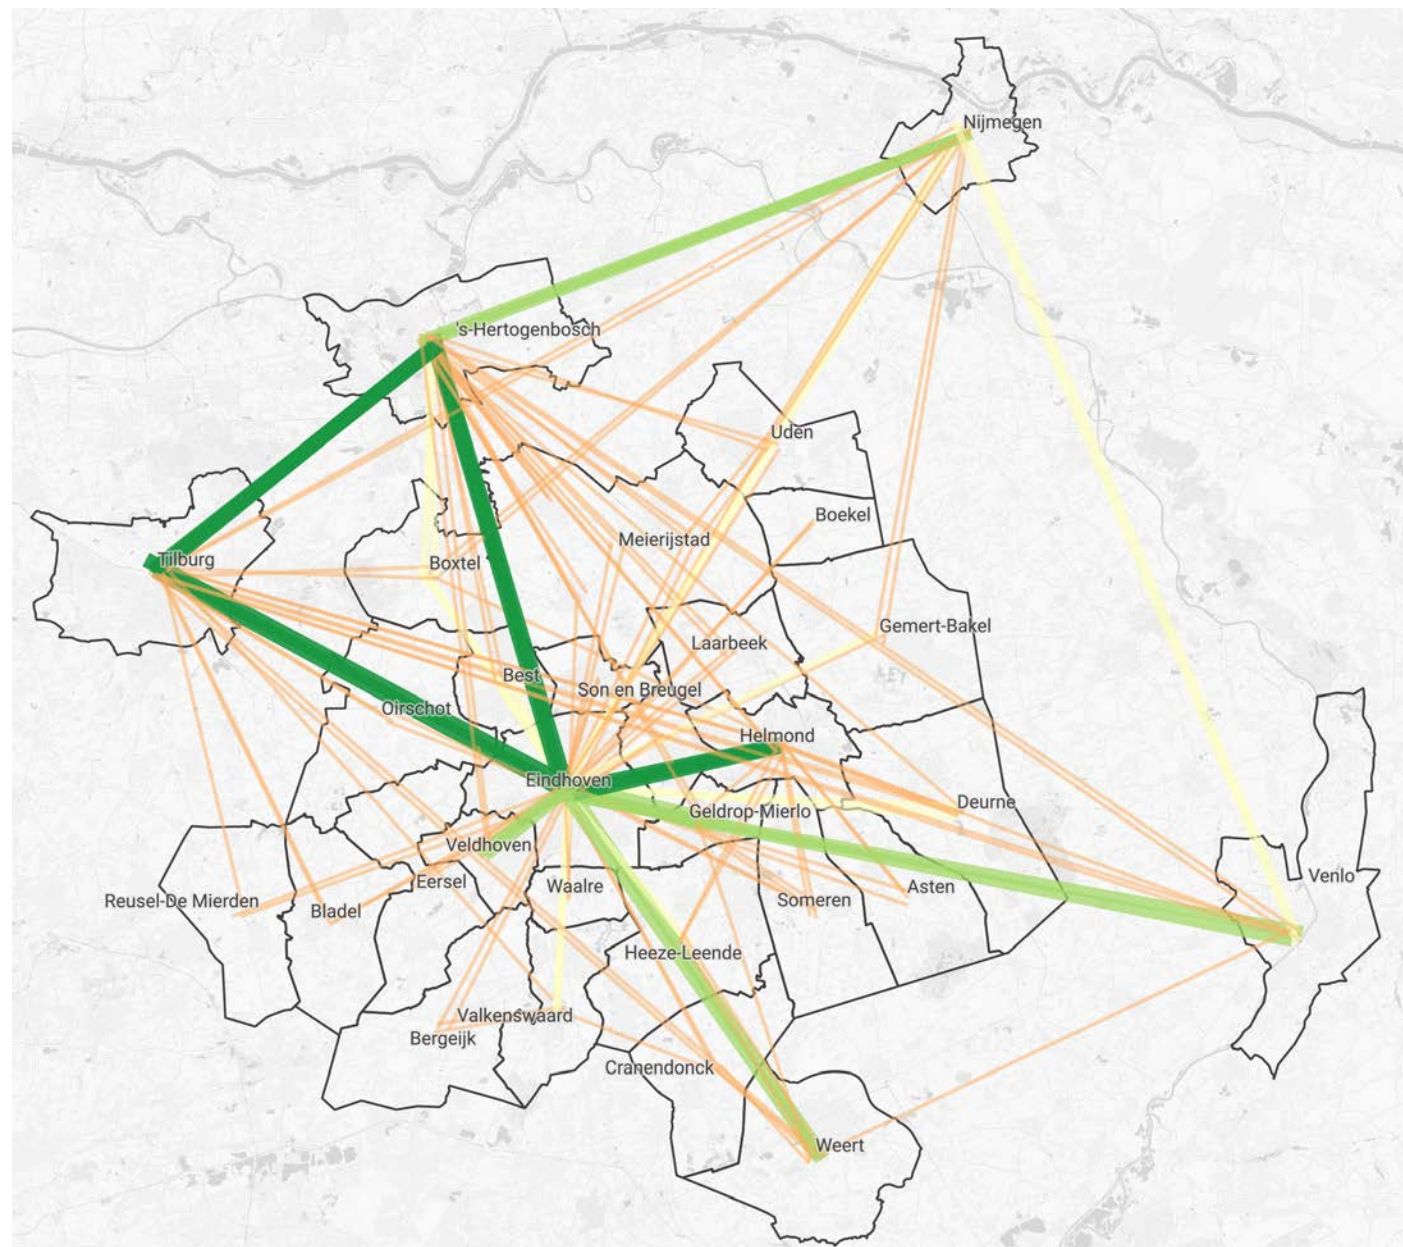 Nijmegen
's-Hertogenbosch
Uden
Boekel
Meierijstad
Tilburg
Boxtel
Gemert-Bakel
Laarbeek
Best
Son en Breugel
Oirschot
Helmond
Eindhoven
Deurne
Geldrop-Mierlo
Veldhoven
Venlo
Eersel
Waalre
Asten
Reusel-De Mierden
Someren
Bladel
Heeze-Leende
Valkenswaard
Bergeijk
Cranendonck
Weert